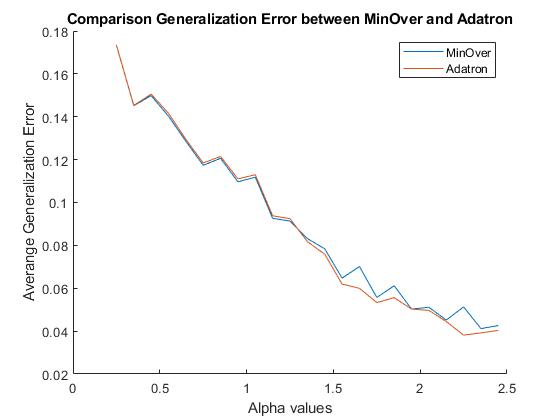 Comparison Generalization Error between MinOver and Adatron
0.18
MinOver
Adatron
0.16
0.14
0.12
0.1
0.08
0.06
0.04
0.02
Averange Generalization Error
0 0.5 1 1.5 2 2.5
Alpha values